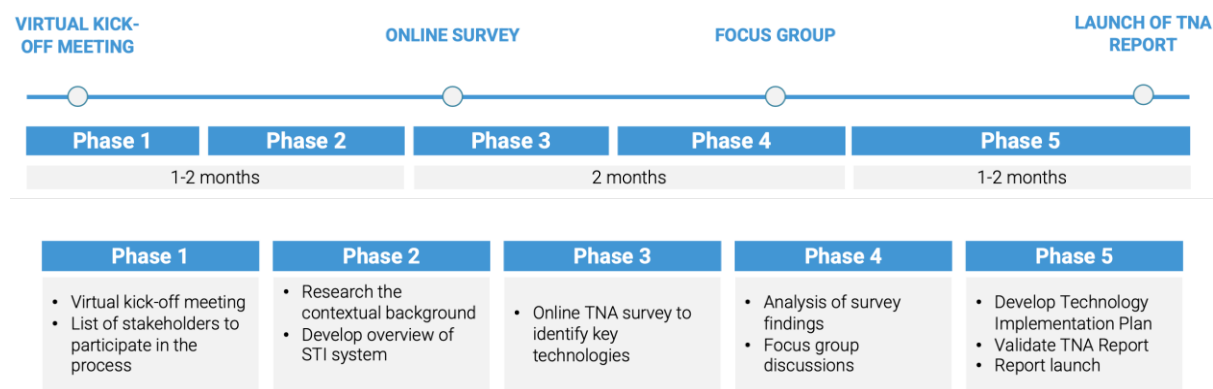 VIRTUAL KICK-
OFF MEETING
ONLINE SURVEY
FOCUS GROUP
LAUNCH OF TNA
REPORT
Phase 1
Phase 2
Phase 3
Phase 4
Phase 5
1-2 months
2 months
1-2 months
Phase 1
• Virtual kick-off meeting
• List of stakeholders to
participate in the
process
Phase 2
• Research the
contextual background
• Develop overview of
STI system
Phase 3
• Online TNA survey to
identify key
technologies
Phase 4
• Analysis of survey
findings
• Focus group
discussions
Phase 5
• Develop Technology
Implementation Plan
• Validate TNA Report
• Report launch